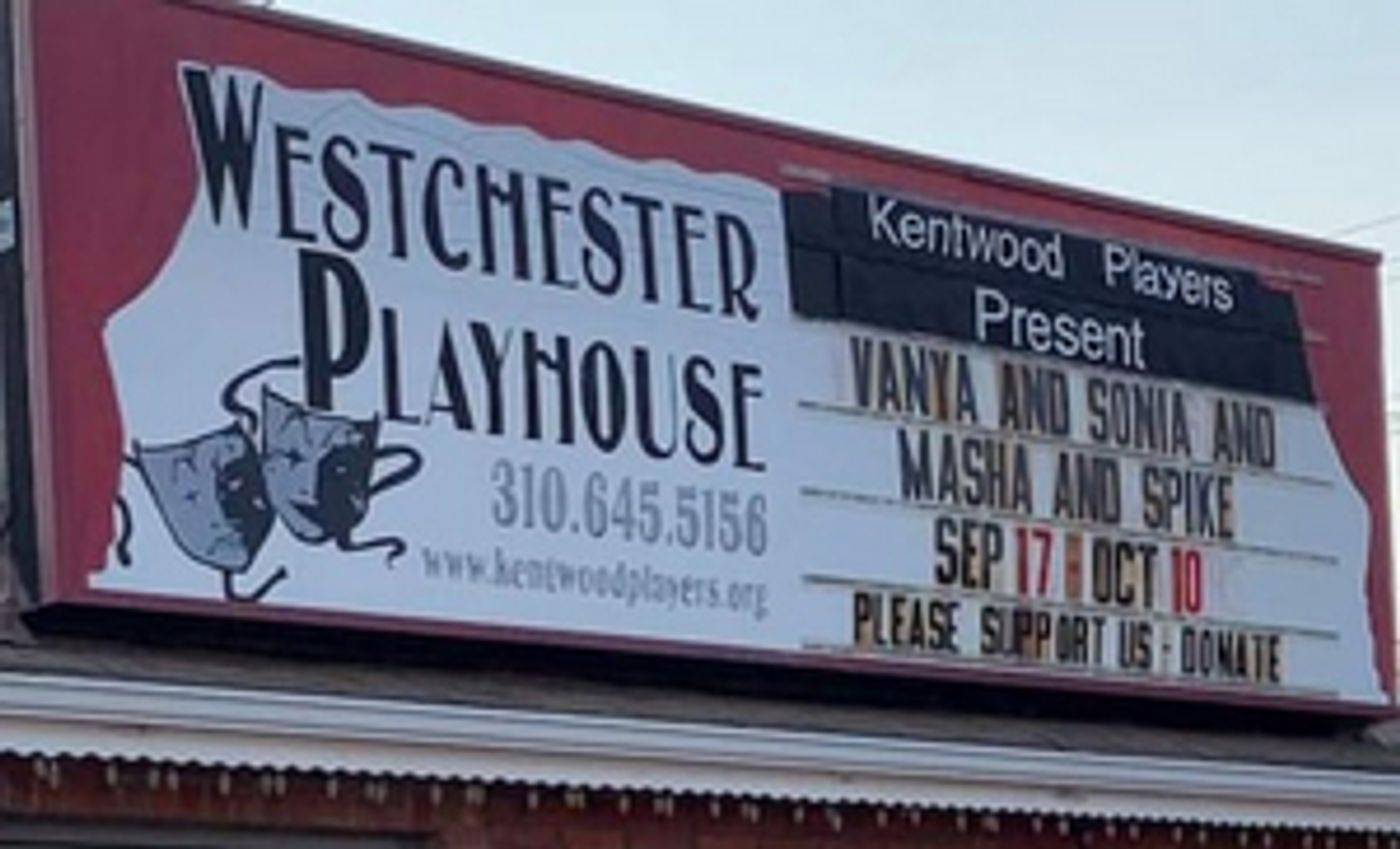 WESTCHESTER
PLAYHOUSE
310.645.5156
www.kentwoodplayers.org
Kentwood Players
Present
VANYA AND SONIA AND
MASHA AND SPIKE
SEP 17 - OCT 10
PLEASE SUPPORT US - DONATE